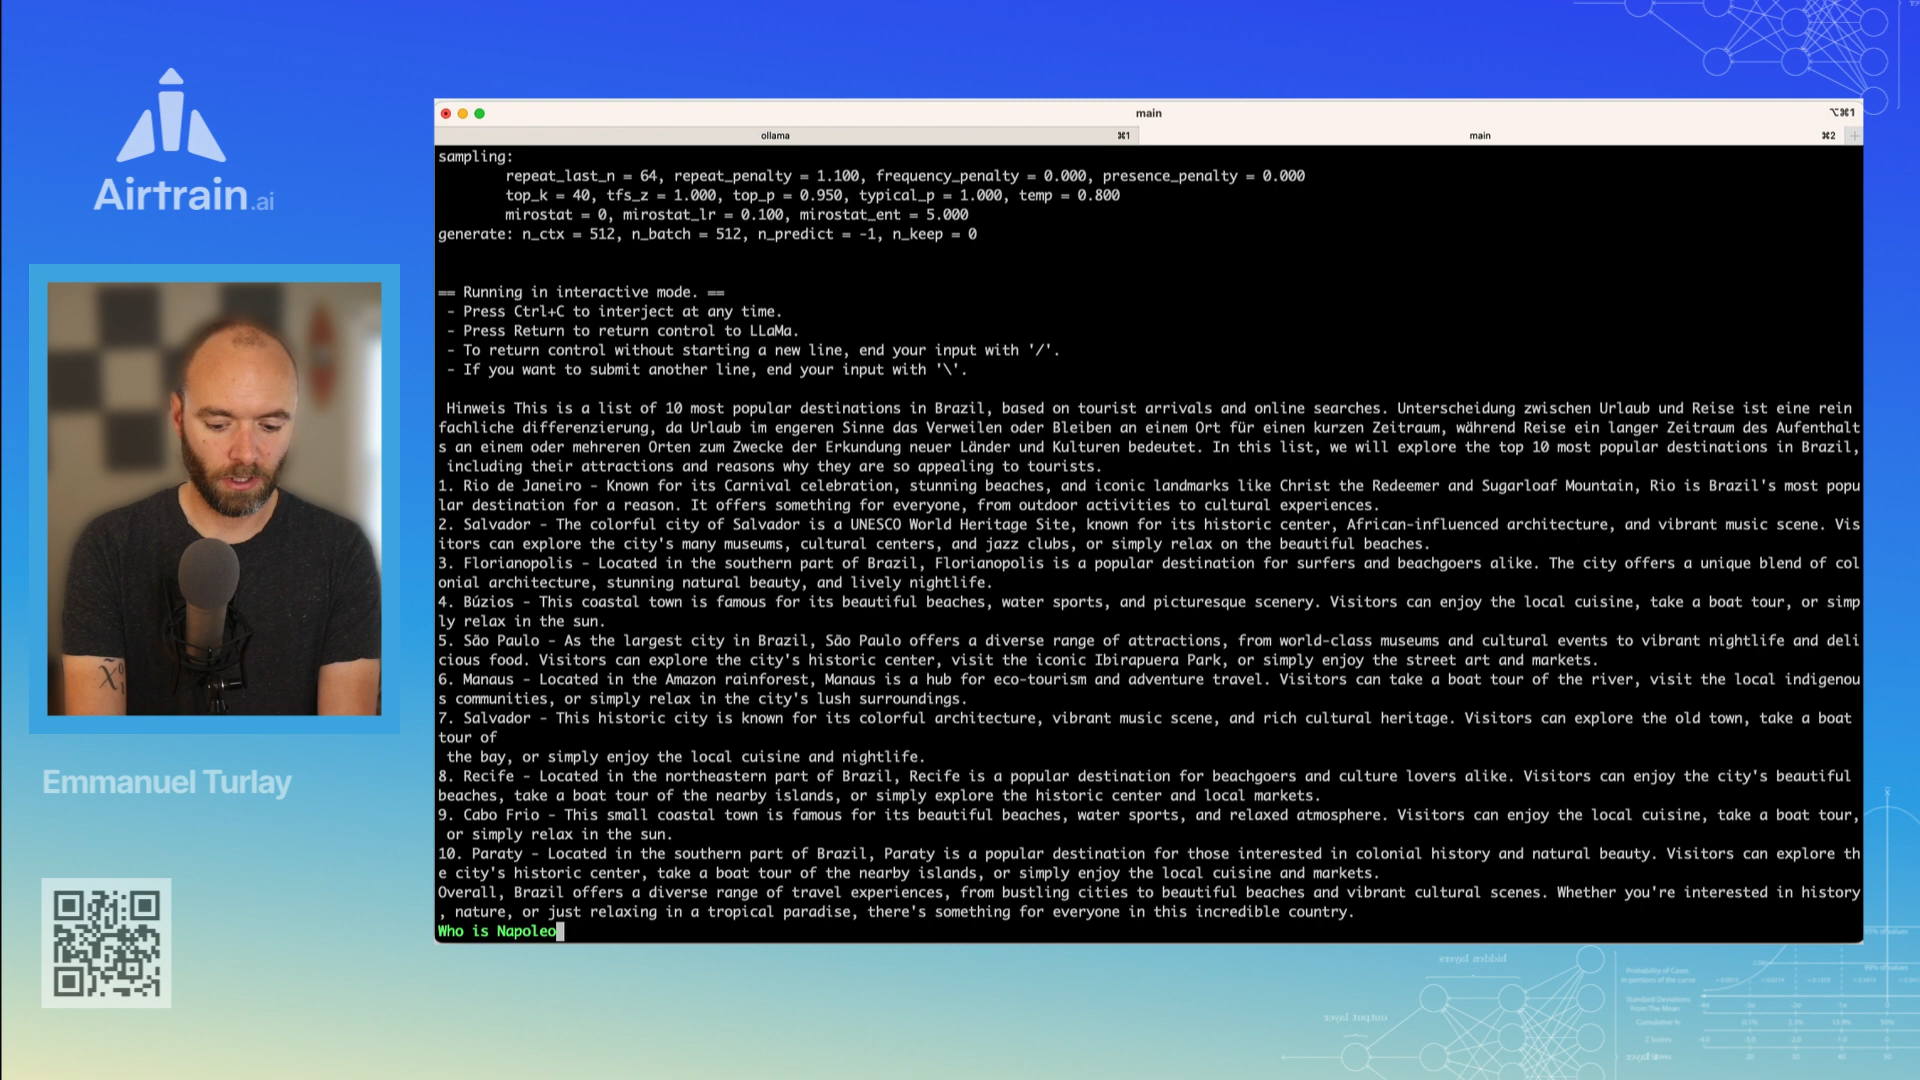 Airtrain.ai
main
⌥⌘1
ollama ⌘1 main ⌘2 +
sampling:
repeat_last_n = 64, repeat_penalty = 1.100, frequency_penalty = 0.000, presence_penalty = 0.000
top_k = 40, tfs_z = 1.000, top_p = 0.950, typical_p = 1.000, temp = 0.800
mirostat = 0, mirostat_lr = 0.100, mirostat_ent = 5.000
generate: n_ctx = 512, n_batch = 512, n_predict = -1, n_keep = 0
== Running in interactive mode. ==
- Press Ctrl+C to interject at any time.
- Press Return to return control to LLaMa.
- To return control without starting a new line, end your input with '/'.
- If you want to submit another line, end your input with '\'.
Hinweis This is a list of 10 most popular destinations in Brazil, based on tourist arrivals and online searches. Unterscheidung zwischen Urlaub und Reise ist eine rein
fachliche differenzierung, da Urlaub im engeren Sinne das Verweilen oder Bleiben an einem Ort für einen kurzen Zeitraum, während Reise ein langer Zeitraum des Aufenthalt
s an einem oder mehreren Orten zum Zwecke der Erkundung neuer Länder und Kulturen bedeutet. In this list, we will explore the top 10 most popular destinations in Brazil,
including their attractions and reasons why they are so appealing to tourists.
1. Rio de Janeiro - Known for its Carnival celebration, stunning beaches, and iconic landmarks like Christ the Redeemer and Sugarloaf Mountain, Rio is Brazil's most popu
lar destination for a reason. It offers something for everyone, from outdoor activities to cultural experiences.
2. Salvador - The colorful city of Salvador is a UNESCO World Heritage Site, known for its historic center, African-influenced architecture, and vibrant music scene. Vis
itors can explore the city's many museums, cultural centers, and jazz clubs, or simply relax on the beautiful beaches.
3. Florianopolis - Located in the southern part of Brazil, Florianopolis is a popular destination for surfers and beachgoers alike. The city offers a unique blend of col
onial architecture, stunning natural beauty, and lively nightlife.
4. Búzios - This coastal town is famous for its beautiful beaches, water sports, and picturesque scenery. Visitors can enjoy the local cuisine, take a boat tour, or simp
ly relax in the sun.
5. São Paulo - As the largest city in Brazil, São Paulo offers a diverse range of attractions, from world-class museums and cultural events to vibrant nightlife and deli
cious food. Visitors can explore the city's historic center, visit the iconic Ibirapuera Park, or simply enjoy the street art and markets.
6. Manaus - Located in the Amazon rainforest, Manaus is a hub for eco-tourism and adventure travel. Visitors can take a boat tour of the river, visit the local indigenou
s communities, or simply relax in the city's lush surroundings.
7. Salvador - This historic city is known for its colorful architecture, vibrant music scene, and rich cultural heritage. Visitors can explore the old town, take a boat
tour of
the bay, or simply enjoy the local cuisine and nightlife.
8. Recife - Located in the northeastern part of Brazil, Recife is a popular destination for beachgoers and culture lovers alike. Visitors can enjoy the city's beautiful
beaches, take a boat tour of the nearby islands, or simply explore the historic center and local markets.
9. Cabo Frio - This small coastal town is famous for its beautiful beaches, water sports, and relaxed atmosphere. Visitors can enjoy the local cuisine, take a boat tour,
or simply relax in the sun.
10. Paraty - Located in the southern part of Brazil, Paraty is a popular destination for those interested in colonial history and natural beauty. Visitors can explore th
e city's historic center, take a boat tour of the nearby islands, or simply enjoy the local cuisine and markets.
Overall, Brazil offers a diverse range of travel experiences, from bustling cities to beautiful beaches and vibrant cultural scenes. Whether you're interested in history
, nature, or just relaxing in a tropical paradise, there's something for everyone in this incredible country.
Who is Napoleo
Emmanuel Turlay
hidden layers
output layer